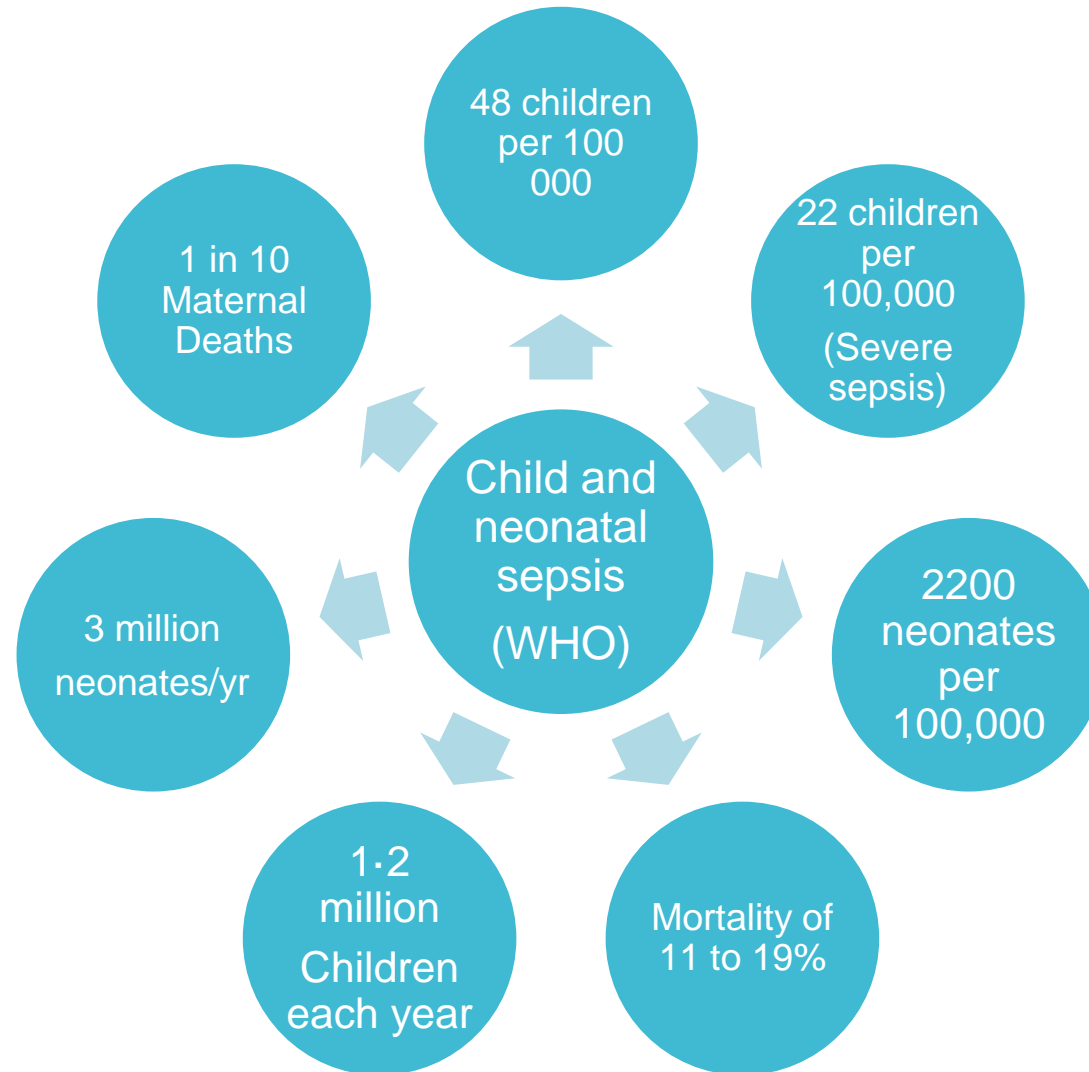 48 children
per 100
000
22 children
per
100,000
(Severe
sepsis)
2200
neonates
per
100,000
Mortality of
11 to 19%
1·2
million
Children
each year
3 million
neonates/yr
1 in 10
Maternal
Deaths
Child and
neonatal
sepsis
(WHO)